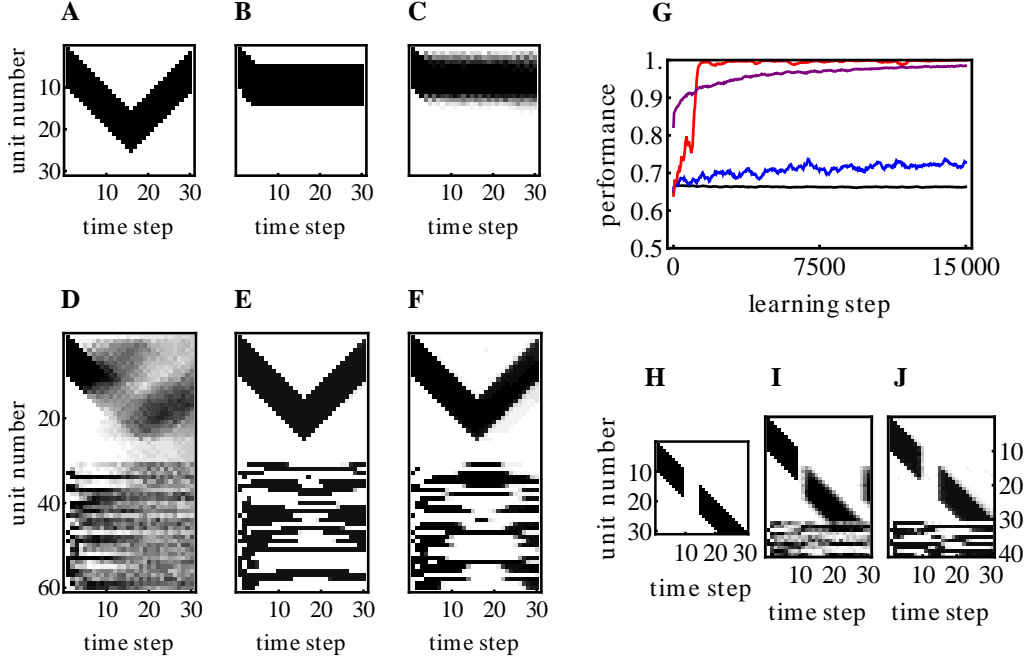 A B C G
unit number
10
20
30
0 10 20 30
time step
0 10 20 30
time step
0 10 20 30
time step
performance
1.
0.9
0.8
0.7
0.6
0.5
0 7500 15 000
learning step
D E F
unit number
20
40
60
10 20 30
time step
10 20 30
time step
10 20 30
time step
H I J
unit number
10
20
30
10 20 30
time step
10 20 30
time step
10 20 30
time step
10
20
30
40